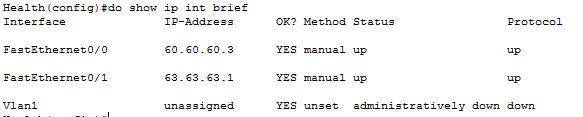 Health(config)#do show ip int brief
Interface              IP-Address      OK? Method Status                Protocol
FastEthernet0/0        60.60.60.3      YES manual up                    up
FastEthernet0/1        63.63.63.1      YES manual up                    up
Vlan1                  unassigned      YES unset  administratively down down